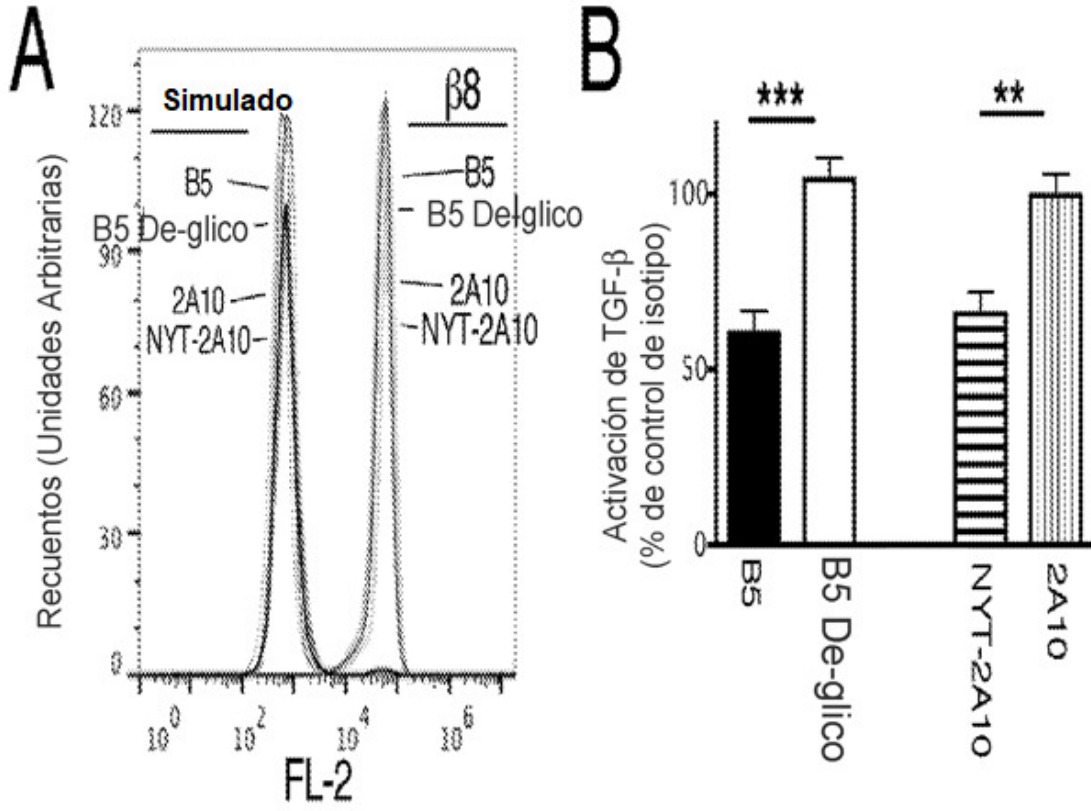 A
Simulado
β8
120
B5
B5
B5 De-glico
B5 De-glico
90
2A10
2A10
NYT-2A10
NYT-2A10
60
30
0
Recuentos (Unidades Arbitrarias)
10^0 10^2 10^4 10^6
FL-2
B
***
**
100
50
0
Activación de TGF-β
(% de control de isotipo)
B5
B5 De-glico
NYT-2A10
2A10